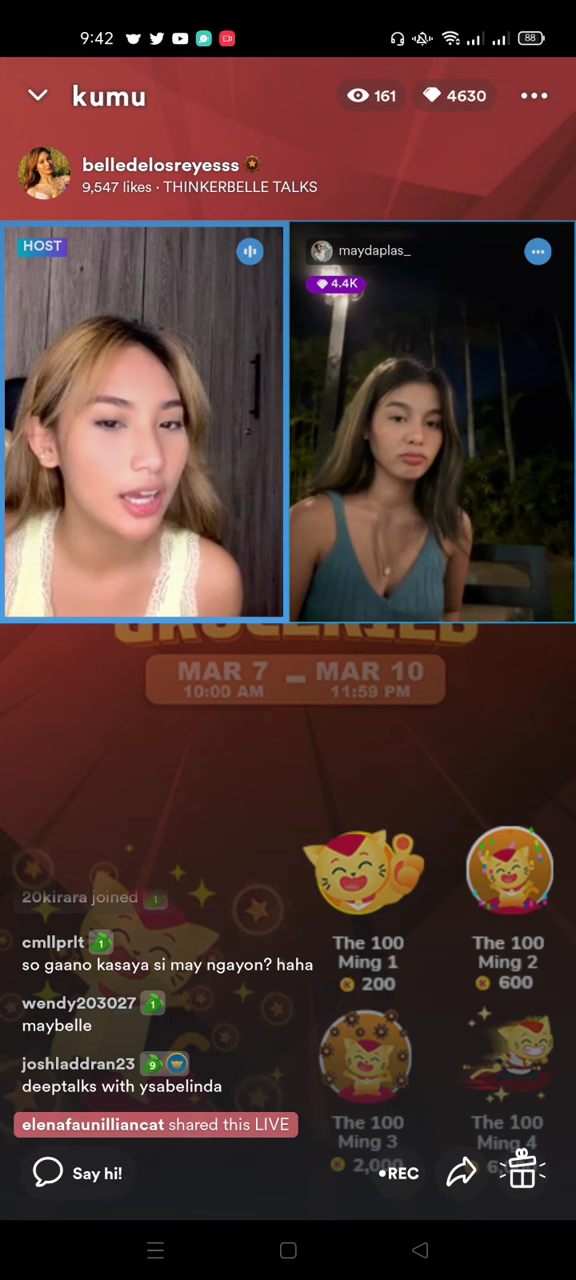 9:42
88
kumu
161
4630
belledelosreyesss
9,547 likes · THINKERBELLE TALKS
HOST
maydaplas_
4.4K
GROCERIES
MAR 7 – MAR 10
10:00 AM 11:59 PM
20kirara joined 1
cmllprlt 1
so gaano kasaya si may ngayon? haha
wendy203027 1
maybelle
joshladdran23 9
deeptalks with ysabelinda
elenafaunilliancat shared this LIVE
The 100
Ming 1
200
The 100
Ming 2
600
The 100
Ming 3
The 100
Ming 4
Say hi!
•REC